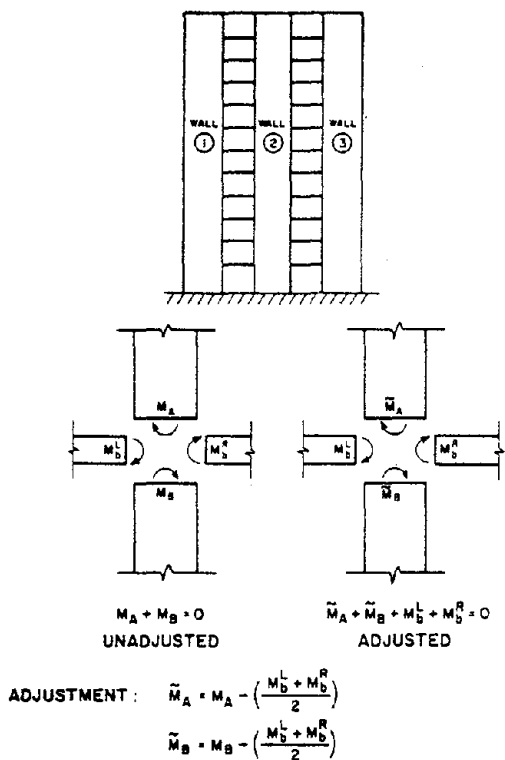 WALL WALL WALL
1 2 3
M_A M̃_A
M_b^L M_b^R M_b^L M_b^R
M_B M̃_B
M_A + M_B = 0 M̃_A + M̃_B + M_b^L + M_b^R = 0
UNADJUSTED ADJUSTED
ADJUSTMENT : M̃_A = M_A - (M_b^L + M_b^R / 2)
M̃_B = M_B - (M_b^L + M_b^R / 2)